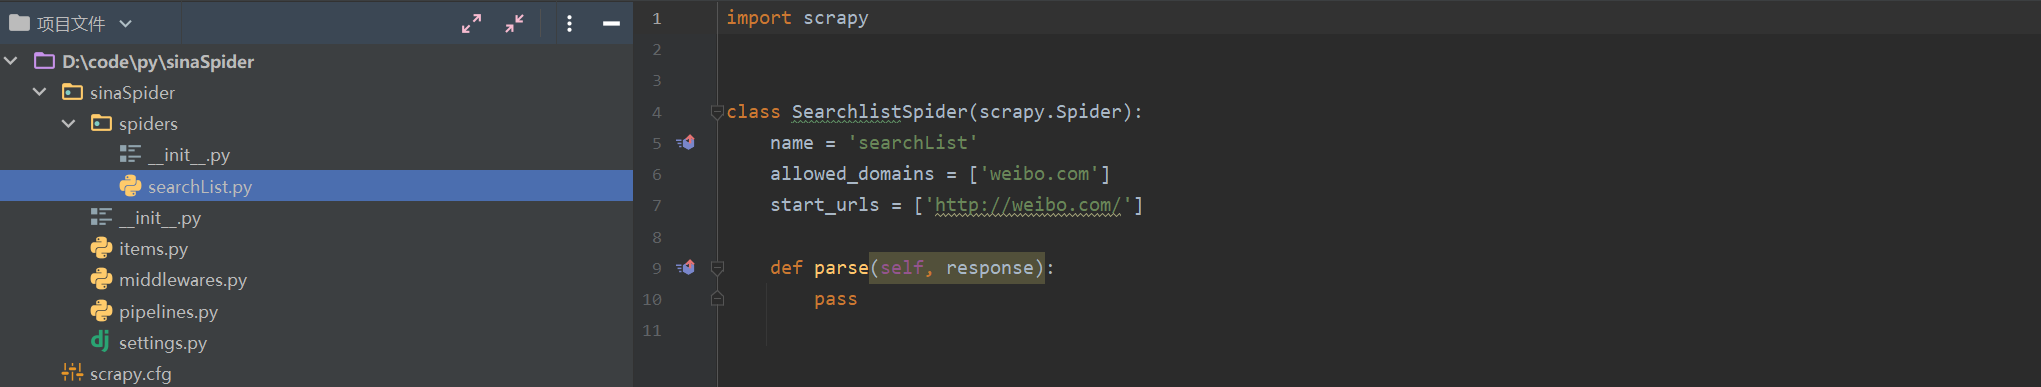 项目文件
D:\code\py\sinaSpider
sinaSpider
spiders
__init__.py
searchList.py
__init__.py
items.py
middlewares.py
pipelines.py
settings.py
scrapy.cfg
1 import scrapy
2
3
4 class SearchlistSpider(scrapy.Spider):
5     name = 'searchList'
6     allowed_domains = ['weibo.com']
7     start_urls = ['http://weibo.com/']
8
9     def parse(self, response):
10         pass
11